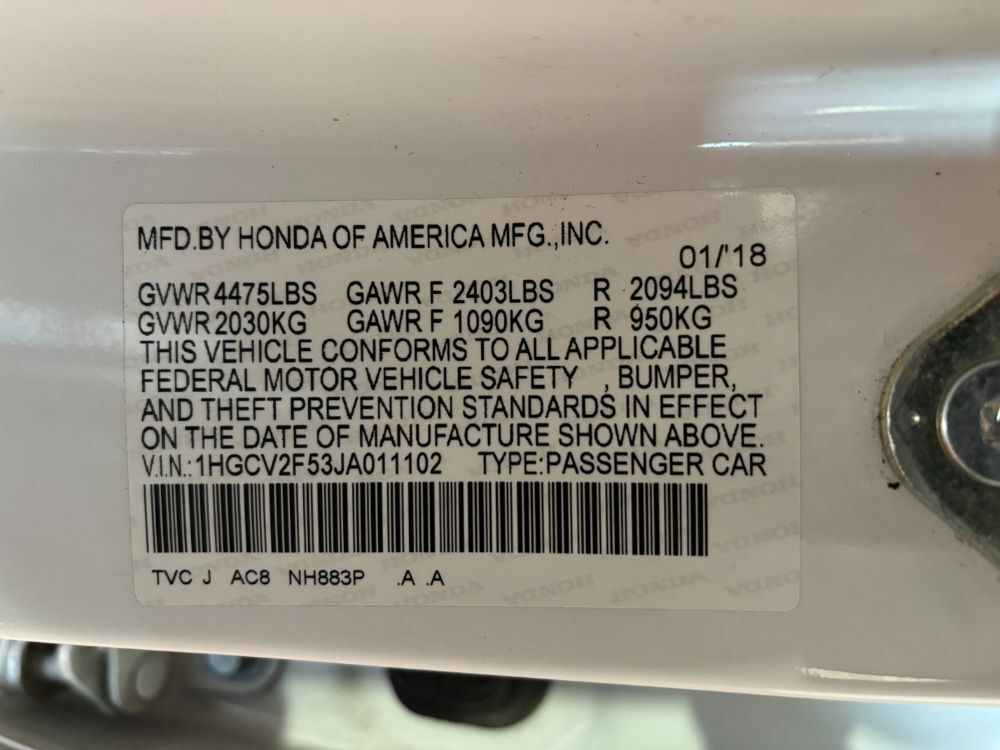 MFD.BY HONDA OF AMERICA MFG.,INC.
01/'18
GVWR 4475LBS GAWR F 2403LBS R 2094LBS
GVWR 2030KG GAWR F 1090KG R 950KG
THIS VEHICLE CONFORMS TO ALL APPLICABLE
FEDERAL MOTOR VEHICLE SAFETY , BUMPER,
AND THEFT PREVENTION STANDARDS IN EFFECT
ON THE DATE OF MANUFACTURE SHOWN ABOVE.
V.I.N.:1HGCV2F53JA011102 TYPE:PASSENGER CAR
TVC J AC8 NH883P .A .A